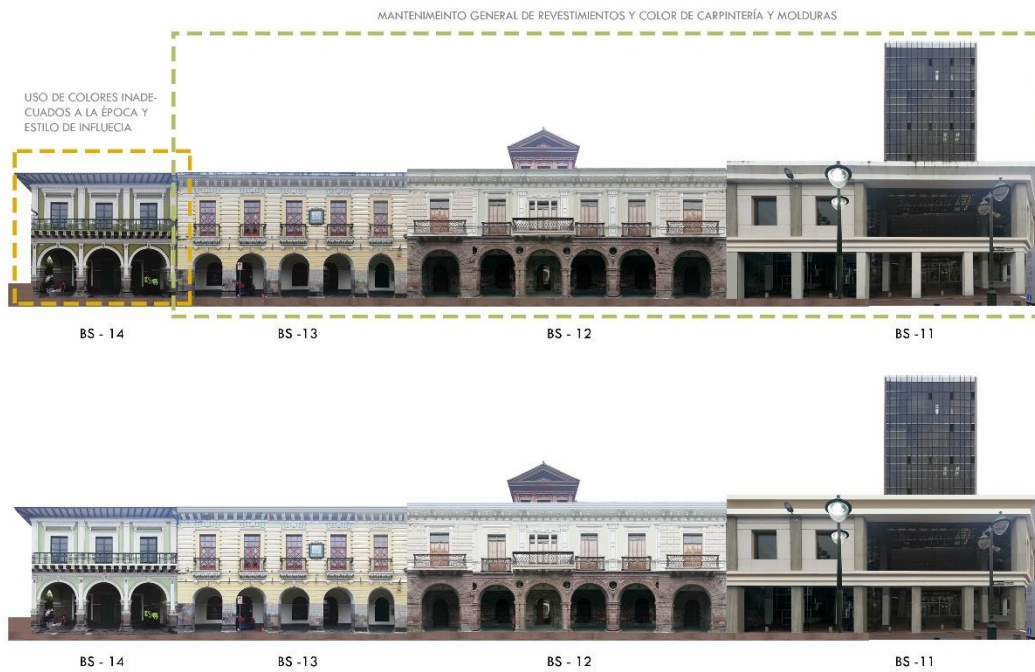 MANTENIMEINTO GENERAL DE REVESTIMIENTOS Y COLOR DE CARPINTERÍA Y MOLDURAS
USO DE COLORES INADE-
CUADOS A LA ÉPOCA Y
ESTILO DE INFLUECIA
BS - 14
BS -13
BS - 12
BS -11
BS - 14
BS -13
BS - 12
BS -11